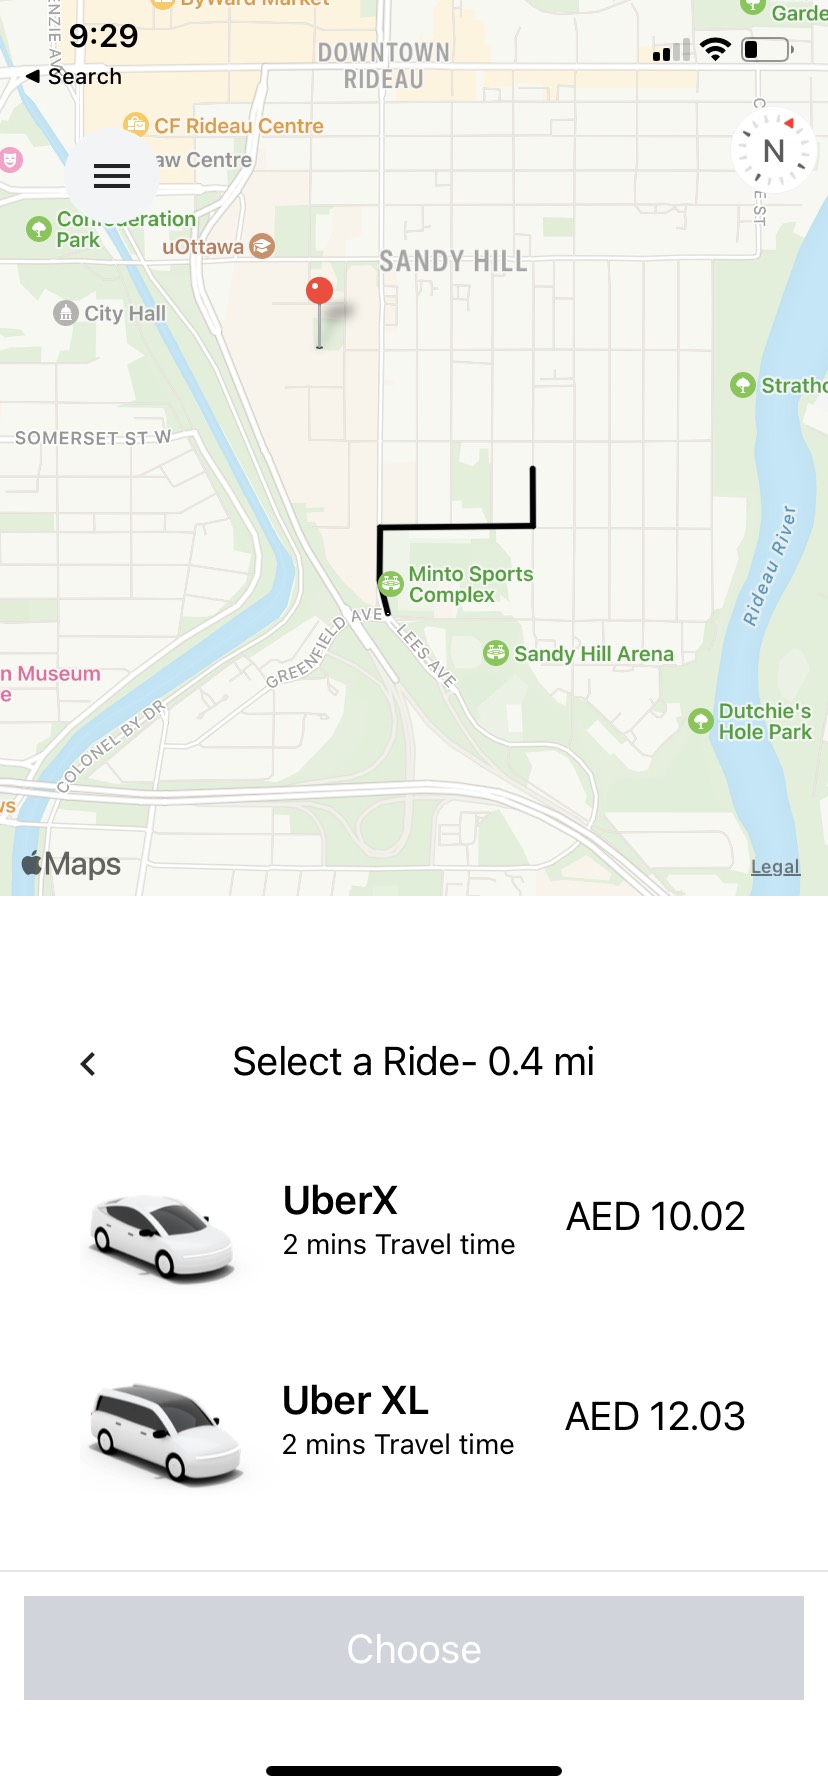 ByWard Market
Garde
9:29
Search
DOWNTOWN
RIDEAU
CF Rideau Centre
aw Centre
N
E ST
Confederation
Park
uOttawa
SANDY HILL
City Hall
Strathc
SOMERSET ST W
Rideau River
Minto Sports
Complex
GREENFIELD AVE
LEES AVE
Sandy Hill Arena
n Museum
e
COLONEL BY DR
Dutchie's
Hole Park
ws
Maps
Legal
Select a Ride- 0.4 mi
UberX
2 mins Travel time
AED 10.02
Uber XL
2 mins Travel time
AED 12.03
Choose